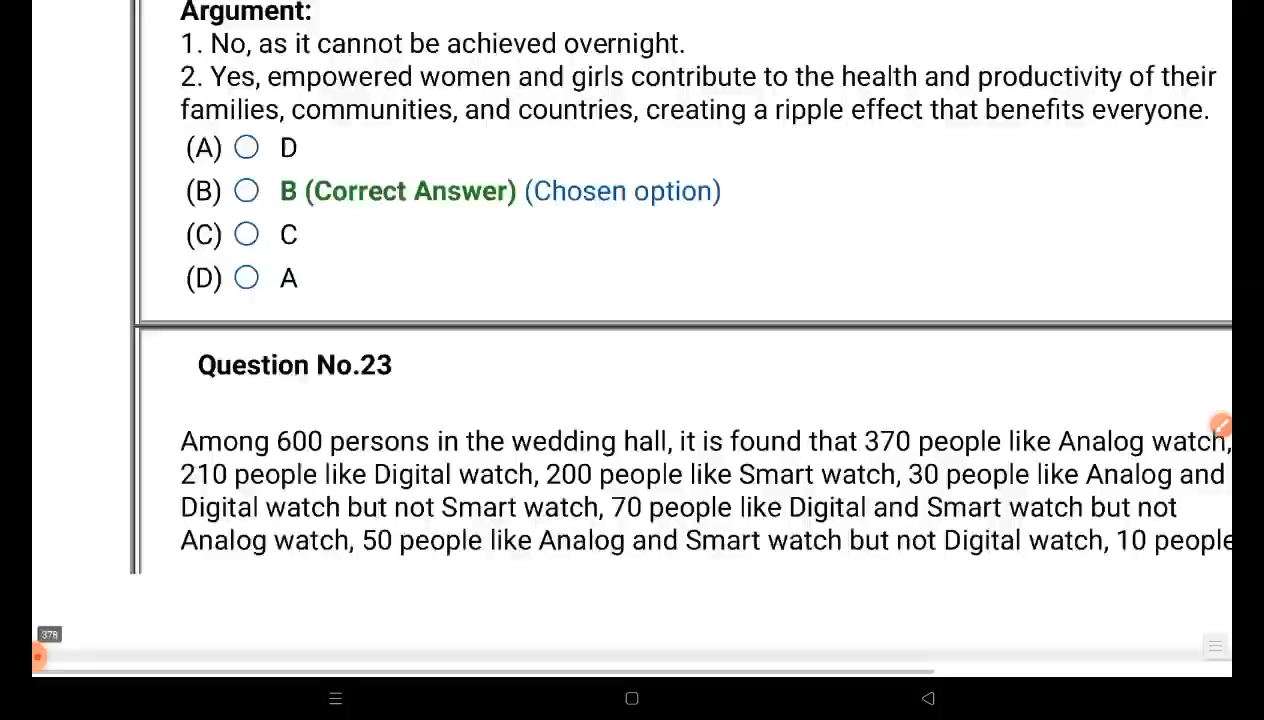 Argument:
1. No, as it cannot be achieved overnight.
2. Yes, empowered women and girls contribute to the health and productivity of their
families, communities, and countries, creating a ripple effect that benefits everyone.
(A) D
(B) B (Correct Answer) (Chosen option)
(C) C
(D) A
Question No.23
Among 600 persons in the wedding hall, it is found that 370 people like Analog watch,
210 people like Digital watch, 200 people like Smart watch, 30 people like Analog and
Digital watch but not Smart watch, 70 people like Digital and Smart watch but not
Analog watch, 50 people like Analog and Smart watch but not Digital watch, 10 people
378